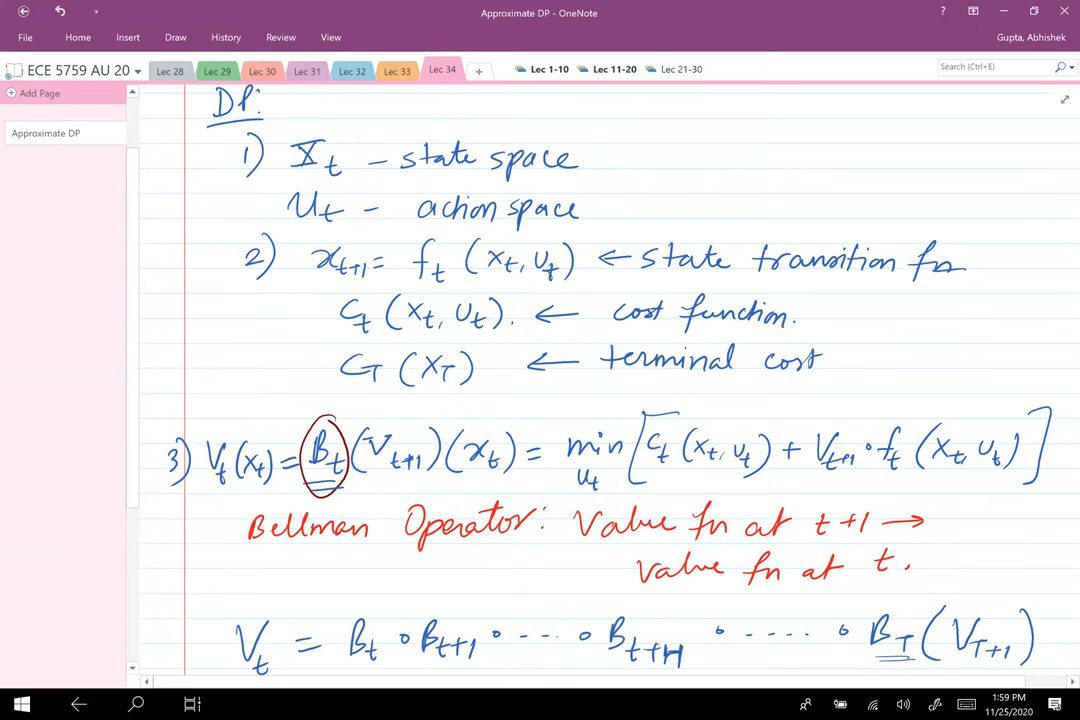 Approximate DP - OneNote
File Home Insert Draw History Review View Gupta, Abhishek
ECE 5759 AU 20 Lec 28 Lec 29 Lec 30 Lec 31 Lec 32 Lec 33 Lec 34 Lec 1-10 Lec 11-20 Lec 21-30 Search (Ctrl+E)
Add Page
Approximate DP
DP:
1) X_t – state space
U_t – action space
2) x_{t+1} = f_t (x_t, u_t) ← state transition fn
C_t (x_t, u_t). ← cost function.
C_T (x_T) ← terminal cost
3) V_t(x_t) = B_t (V_{t+1})(x_t) = min_{u_t} [C_t (x_t, u_t) + V_{t+1} ∘ f_t (x_t, u_t)]
Bellman Operator: Value fn at t+1 →
value fn at t.
V_t = B_t ∘ B_{t+1} ∘ ---. ∘ B_{t+H} ∘ ..... ∘ B_T (V_{T+1})
1:59 PM
11/25/2020